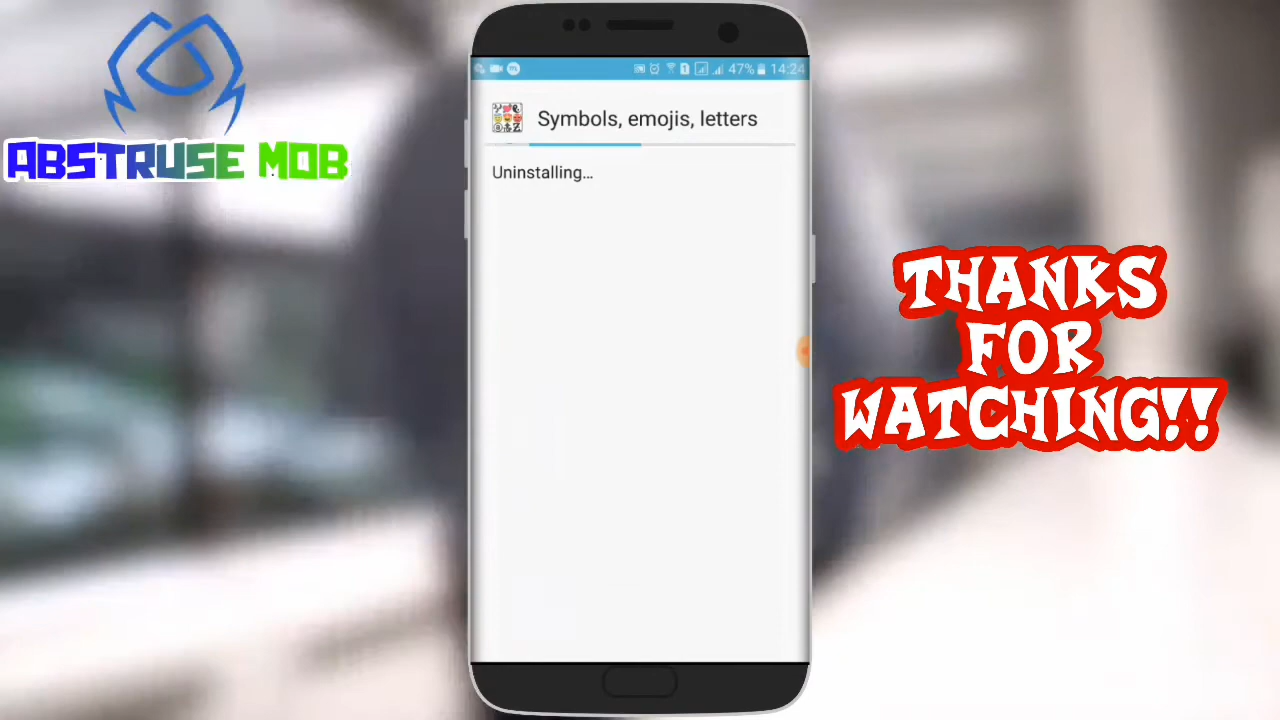 ABSTRUSE MOB
47% 14:24
Symbols, emojis, letters
Uninstalling...
THANKS
FOR
WATCHING!!